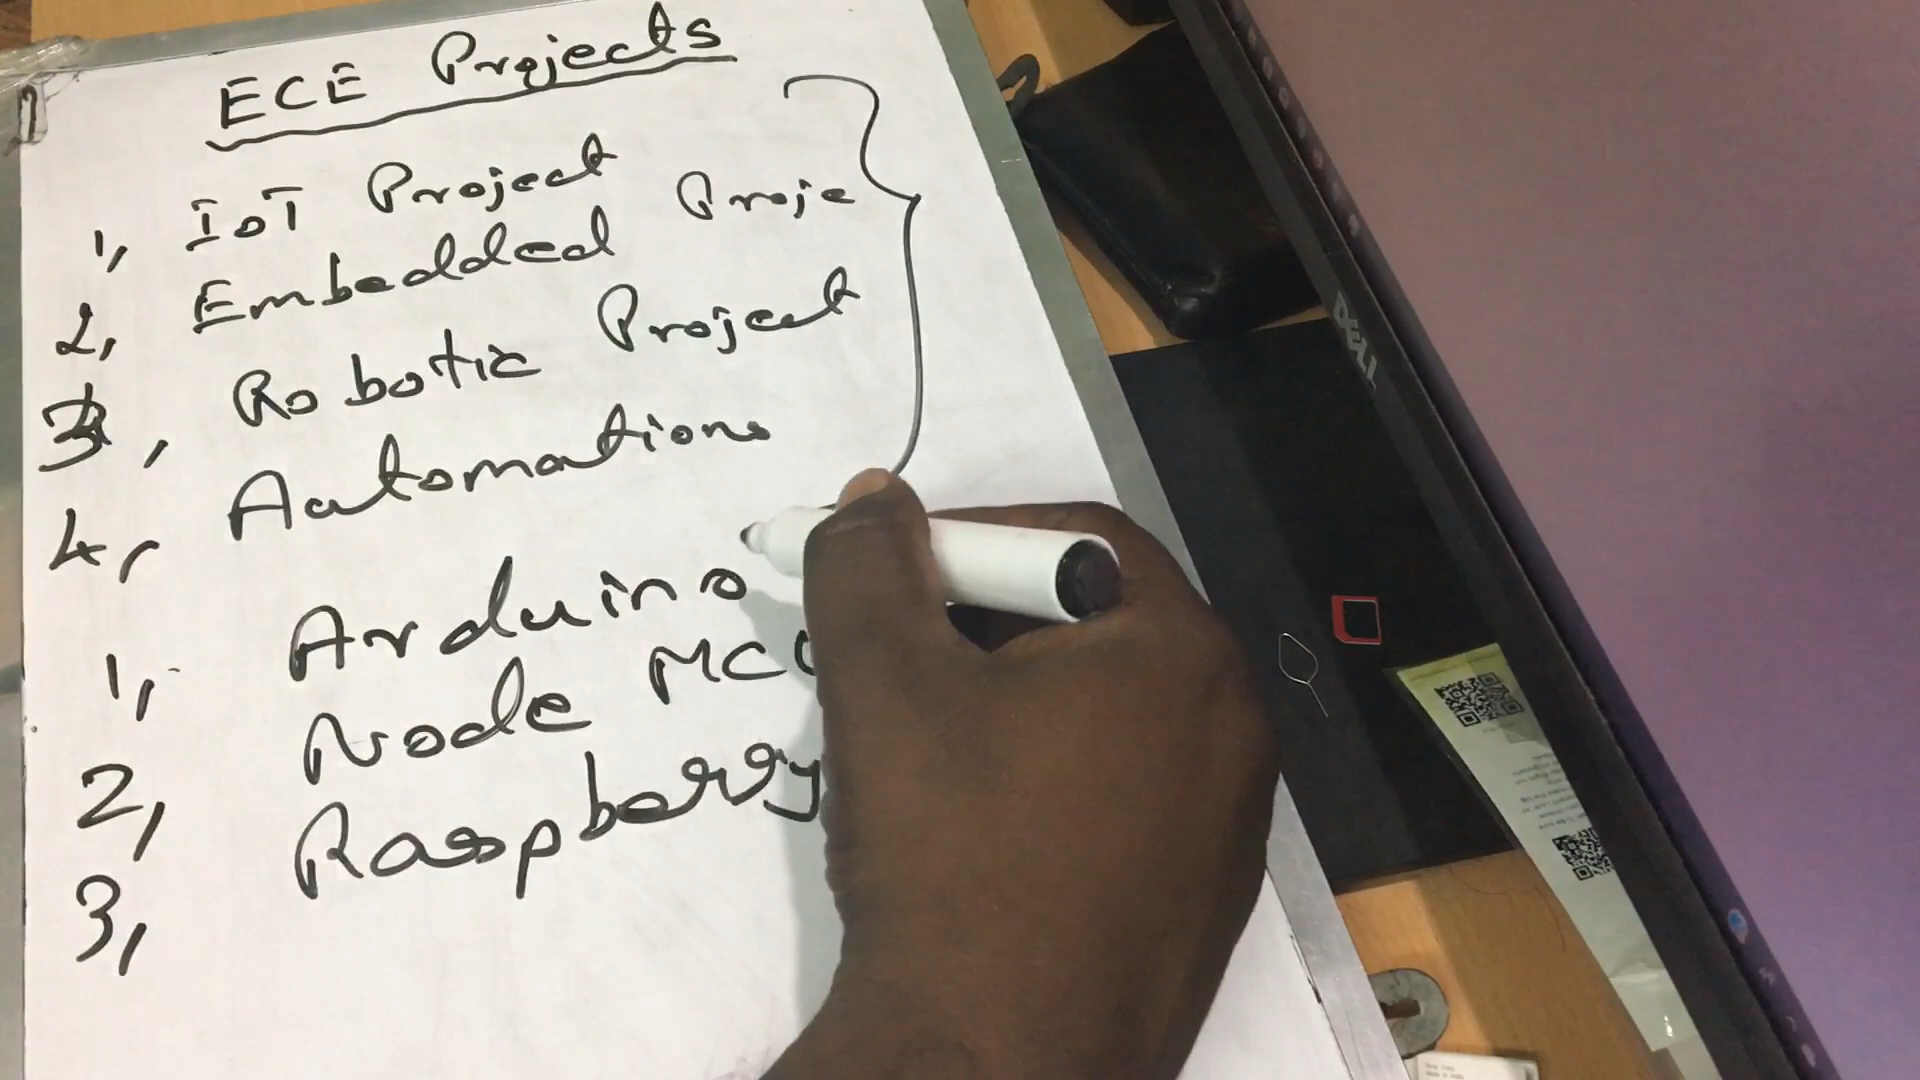 ECE Projects
1, IoT Project
2, Embedded Proje
3, Robotic Project
4, Automations
1, Arduino
2, Node MCU
3, Raspberry
DELL